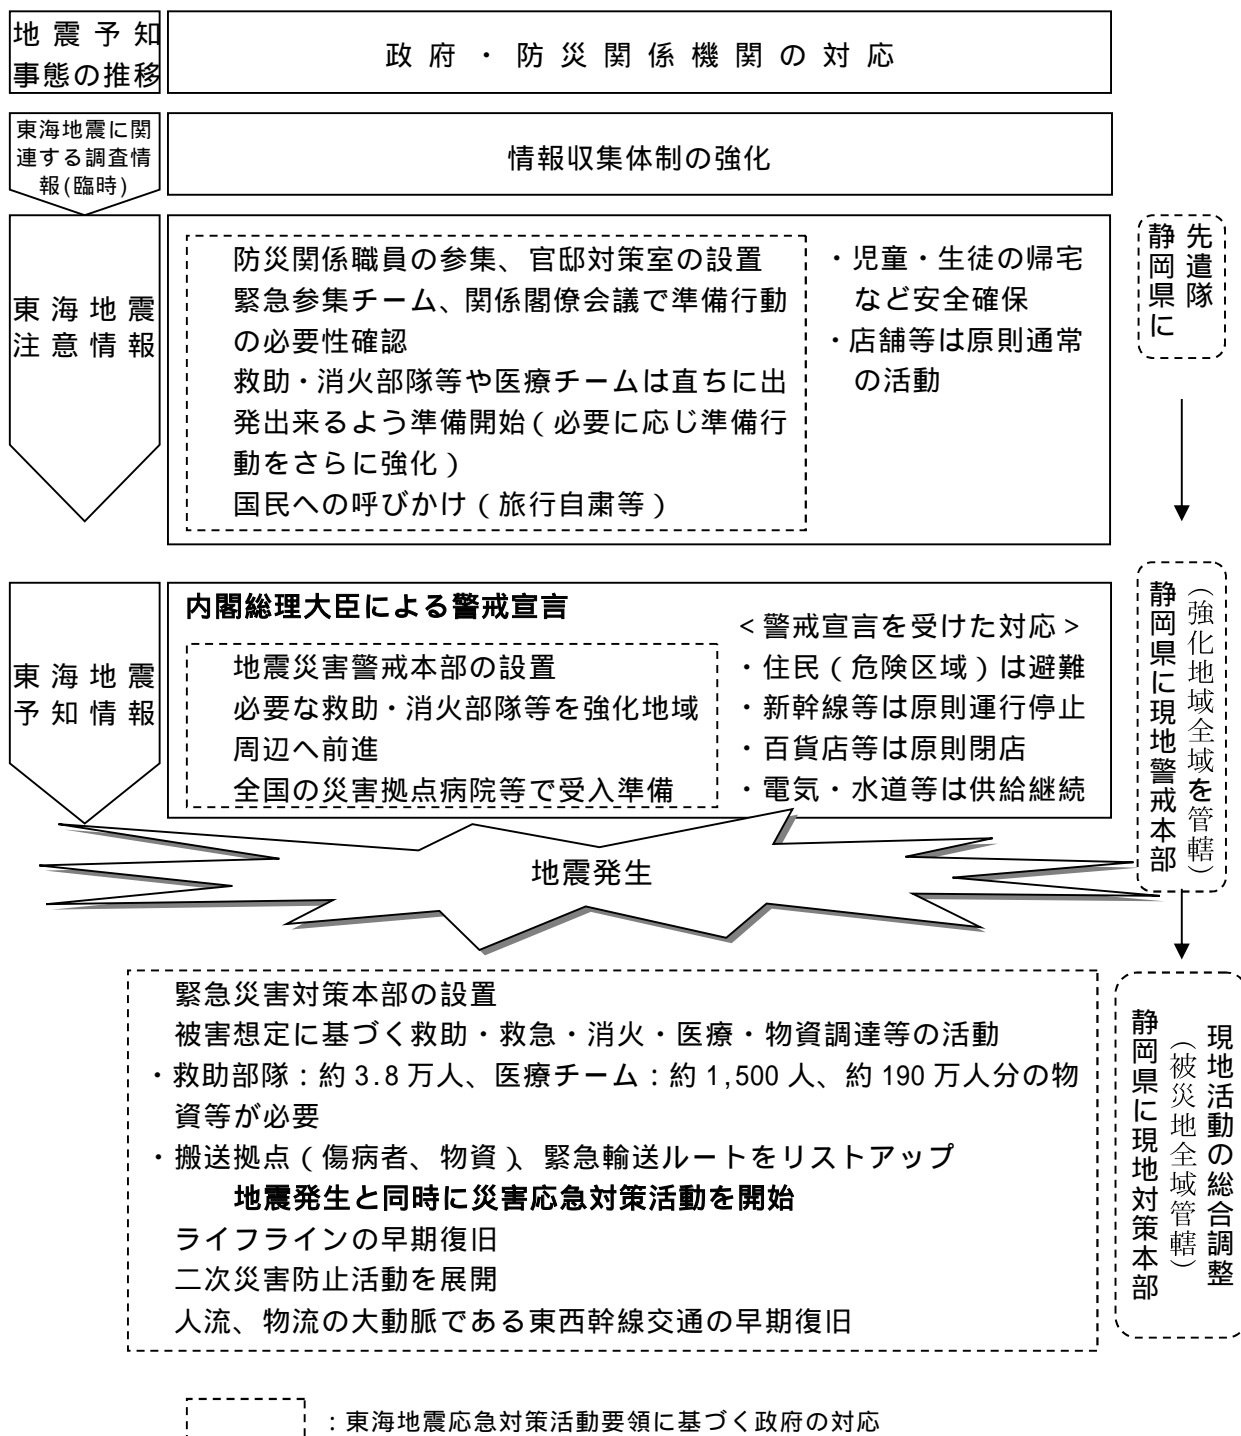 地震予知
事態の推移
政府・防災関係機関の対応
東海地震に関
連する調査情
報(臨時)
情報収集体制の強化
東海地震
注意情報
防災関係職員の参集、官邸対策室の設置
緊急参集チーム、関係閣僚会議で準備行動
の必要性確認
救助・消火部隊等や医療チームは直ちに出
発出来るよう準備開始(必要に応じ準備行
動をさらに強化)
国民への呼びかけ(旅行自粛等)
・児童・生徒の帰宅
など安全確保
・店舗等は原則通常
の活動
先遣隊
静岡県に
東海地震
予知情報
内閣総理大臣による警戒宣言
地震災害警戒本部の設置
必要な救助・消火部隊等を強化地域
周辺へ前進
全国の災害拠点病院等で受入準備
<警戒宣言を受けた対応>
・住民(危険区域)は避難
・新幹線等は原則運行停止
・百貨店等は原則閉店
・電気・水道等は供給継続
(強化地域全域を管轄)
静岡県に現地警戒本部
地震発生
緊急災害対策本部の設置
被害想定に基づく救助・救急・消火・医療・物資調達等の活動
・救助部隊:約3.8万人、医療チーム:約1,500人、約190万人分の物
資等が必要
・搬送拠点(傷病者、物資)、緊急輸送ルートをリストアップ
地震発生と同時に災害応急対策活動を開始
ライフラインの早期復旧
二次災害防止活動を展開
人流、物流の大動脈である東西幹線交通の早期復旧
現地活動の総合調整
(被災地全域管轄)
静岡県に現地対策本部
:東海地震応急対策活動要領に基づく政府の対応